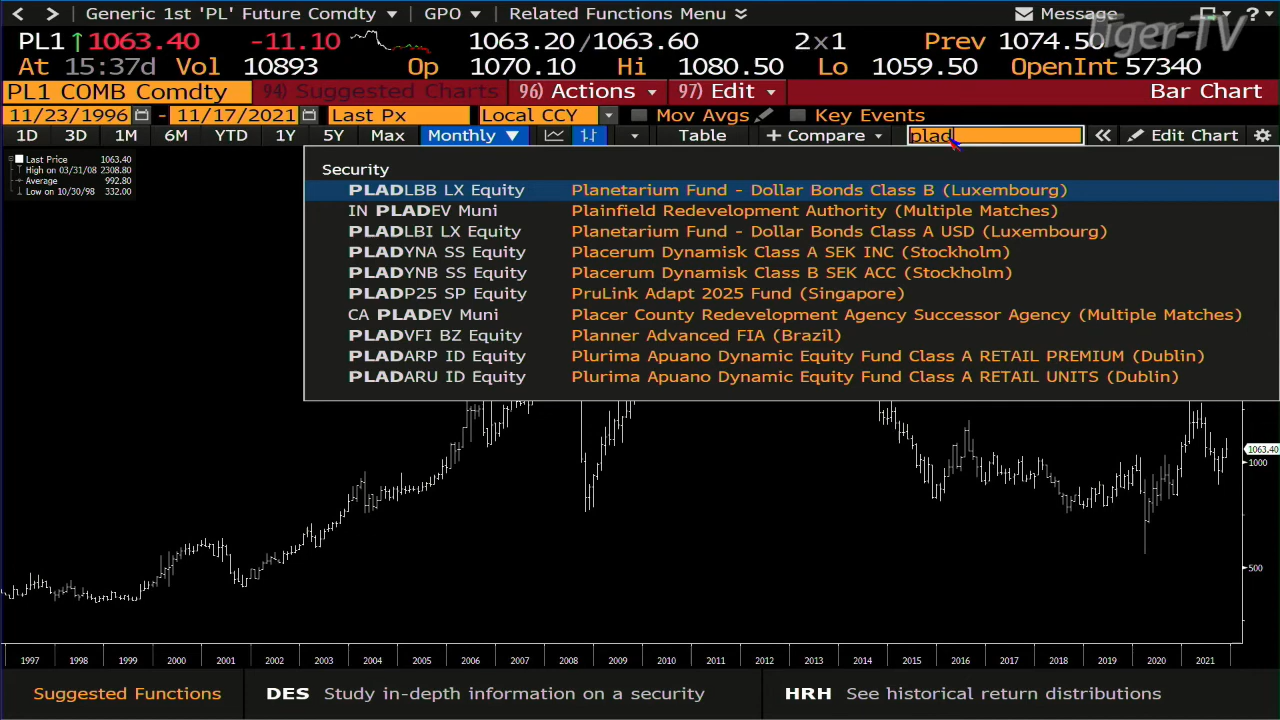 Generic 1st 'PL' Future Comdty GPO Related Functions Menu Message ?
PL1 1063.40 -11.10 1063.20/1063.60 2x1 Prev 1074.50
At 15:37d Vol 10893 Op 1070.10 Hi 1080.50 Lo 1059.50 OpenInt 57340
PL1 COMB Comdty 94) Suggested Charts 96) Actions 97) Edit Bar Chart
11/23/1996 - 11/17/2021 Last Px Local CCY Mov Avgs Key Events
1D 3D 1M 6M YTD 1Y 5Y Max Monthly Table + Compare plad « Edit Chart
Last Price 1063.40
High on 03/31/08 2308.80
Average 992.80
Low on 10/30/98 332.00
Security
PLADLBB LX Equity Planetarium Fund - Dollar Bonds Class B (Luxembourg)
IN PLADEV Muni Plainfield Redevelopment Authority (Multiple Matches)
PLADLBI LX Equity Planetarium Fund - Dollar Bonds Class A USD (Luxembourg)
PLADYNA SS Equity Placerum Dynamisk Class A SEK INC (Stockholm)
PLADYNB SS Equity Placerum Dynamisk Class B SEK ACC (Stockholm)
PLADP25 SP Equity PruLink Adapt 2025 Fund (Singapore)
CA PLADEV Muni Placer County Redevelopment Agency Successor Agency (Multiple Matches)
PLADVFI BZ Equity Planner Advanced FIA (Brazil)
PLADARP ID Equity Plurima Apuano Dynamic Equity Fund Class A RETAIL PREMIUM (Dublin)
PLADARU ID Equity Plurima Apuano Dynamic Equity Fund Class A RETAIL UNITS (Dublin)
1063.40
1000
500
1997 1998 1999 2000 2001 2002 2003 2004 2005 2006 2007 2008 2009 2010 2011 2012 2013 2014 2015 2016 2017 2018 2019 2020 2021
Suggested Functions DES Study in-depth information on a security HRH See historical return distributions